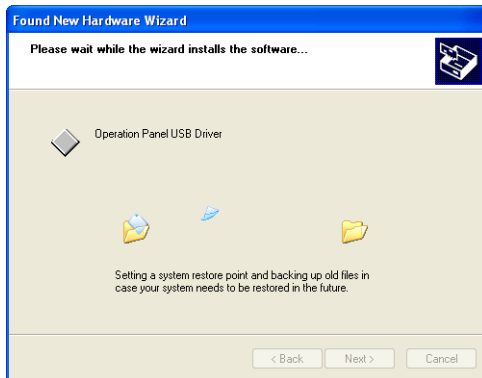 Found New Hardware Wizard
Please wait while the wizard installs the software...
Operation Panel USB Driver
Setting a system restore point and backing up old files in
case your system needs to be restored in the future.
< Back
Next >
Cancel